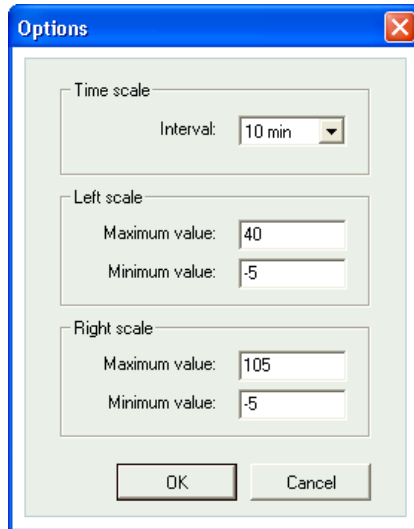 Options
Time scale
Interval: 10 min
Left scale
Maximum value: 40
Minimum value: -5
Right scale
Maximum value: 105
Minimum value: -5
OK Cancel